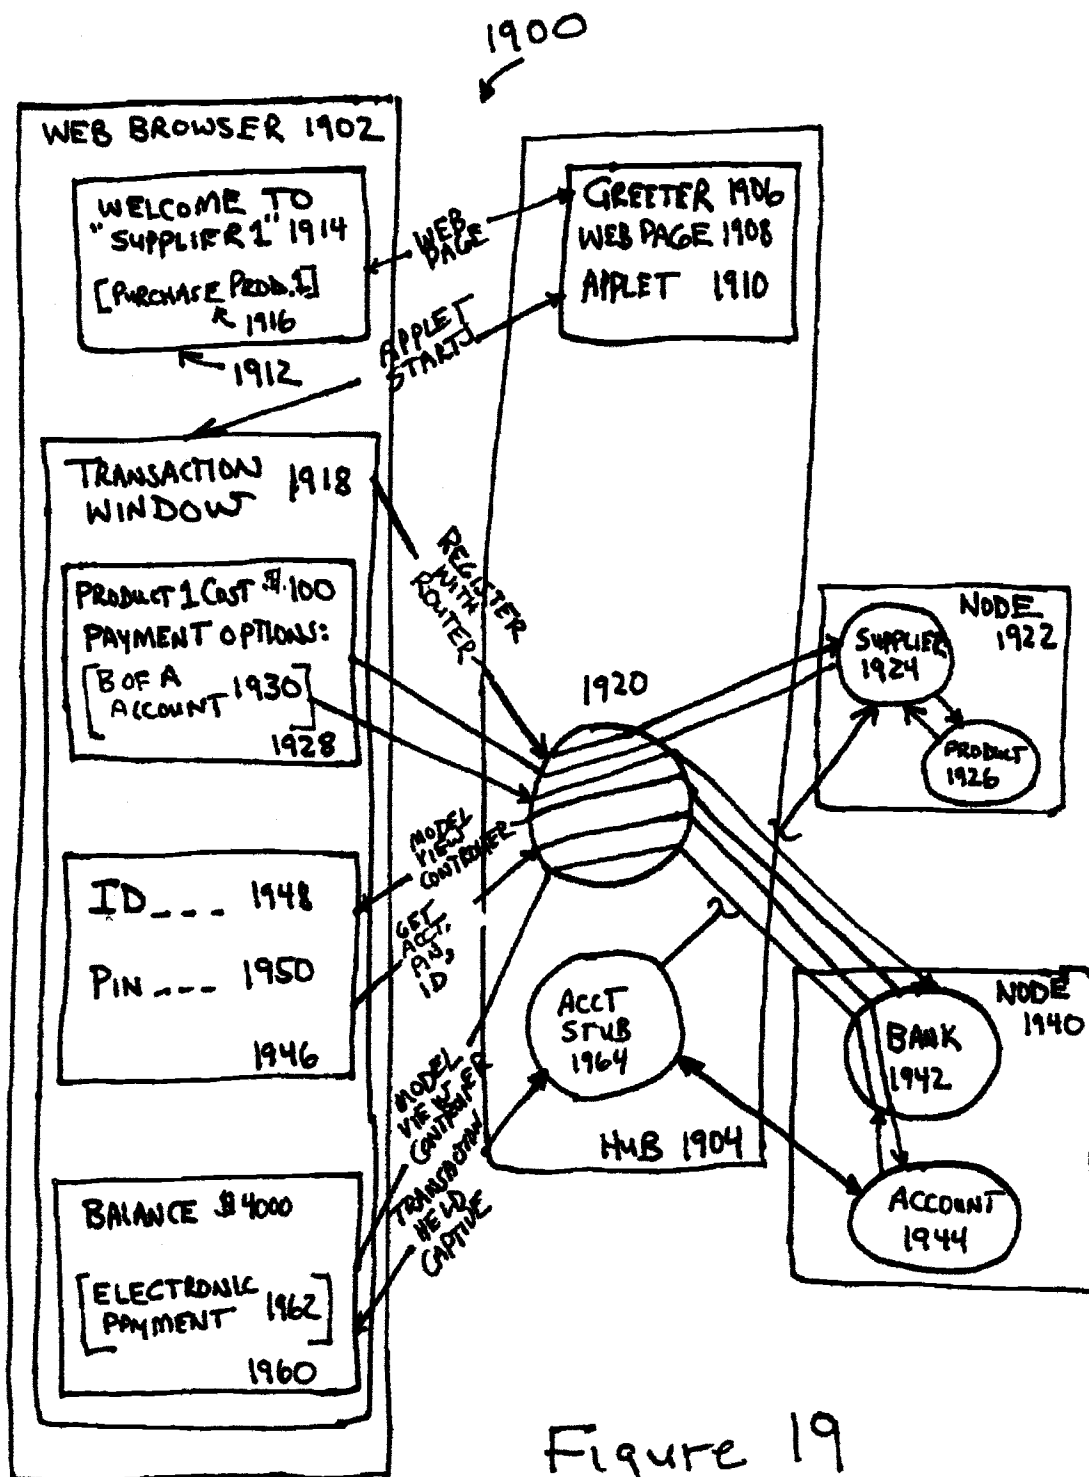 1900
WEB BROWSER 1902
WELCOME TO
"SUPPLIER 1" 1914
[PURCHASE PROD. 1]
1916
1912
WEB
PAGE
GREETER 1906
WEB PAGE 1908
APPLET 1910
APPLET
STARTS
TRANSACTION 1918
WINDOW
REGISTER
WITH
ROUTER
PRODUCT 1 COST $.100
PAYMENT OPTIONS:
[B OF A 1930
ACCOUNT]
1928
1920
NODE
1922
SUPPLIER
1924
PRODUCT
1926
MODEL
VIEW
CONTROLLER
ID _ _ _ 1948
PIN _ _ _ 1950
1946
GET
ACCT,
PIN,
ID
ACCT
STUB
1964
HUB 1904
NODE
1940
BANK
1942
ACCOUNT
1944
MODEL
VIEW
CONTROLLER
TRANSACTION
HELD
CAPTIVE
BALANCE $4000
[ELECTRONIC
PAYMENT 1962]
1960
Figure 19